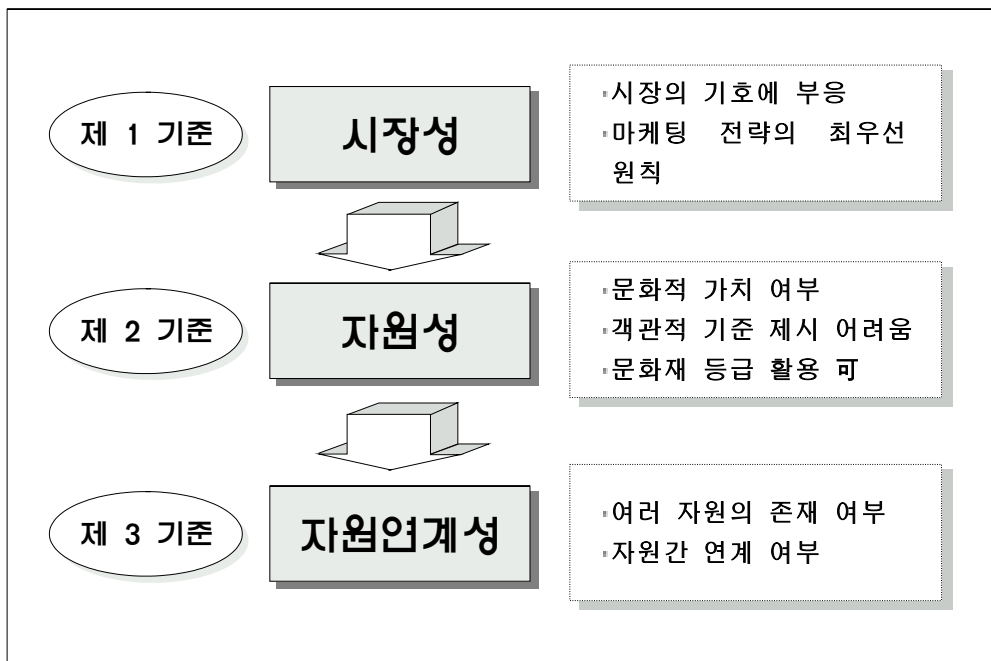 제 1 기준
시장성
▪시장의 기호에 부응
▪마케팅 전략의 최우선
원칙
제 2 기준
자원성
▪문화적 가치 여부
▪객관적 기준 제시 어려움
▪문화재 등급 활용 可
제 3 기준
자원연계성
▪여러 자원의 존재 여부
▪자원간 연계 여부